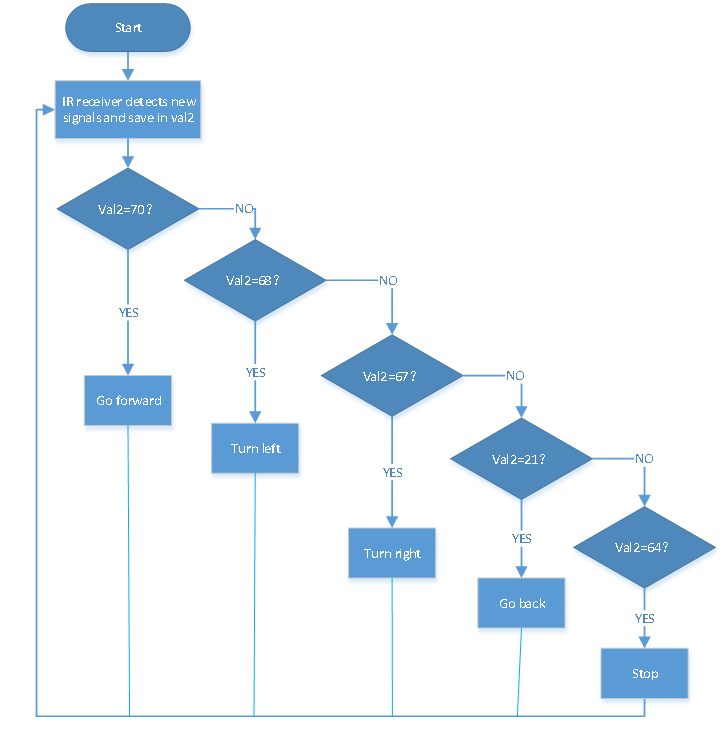 Start
IR receiver detects new
signals and save in val2
Val2=70?
NO
Val2=68?
NO
YES
Val2=67?
NO
YES
Go forward
Turn left
Val2=21?
NO
YES
Turn right
YES
Val2=64?
Go back
YES
Stop